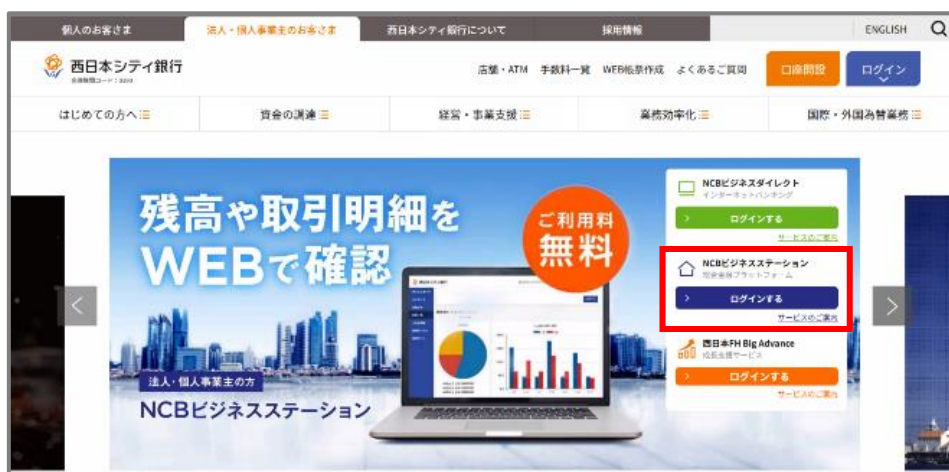 個人のお客さま
法人・個人事業主のお客さま
西日本シティ銀行について
採用情報
ENGLISH
西日本シティ銀行
店舗・ATM 手数料一覧 WEB帳票作成 よくあるご質問
口座開設
ログイン
はじめての方へ
資金の調達
経営・事業支援
業務効率化
国際・外国為替業務
残高や取引明細を
WEBで確認
ご利用料
無料
法人・個人事業主の方
NCBビジネスステーション
NCBビジネスダイレクト
インターネットバンキング
ログインする
サービスのご案内
NCBビジネスステーション
総合金融プラットフォーム
ログインする
サービスのご案内
西日本FH Big Advance
成長支援サービス
ログインする
サービスのご案内